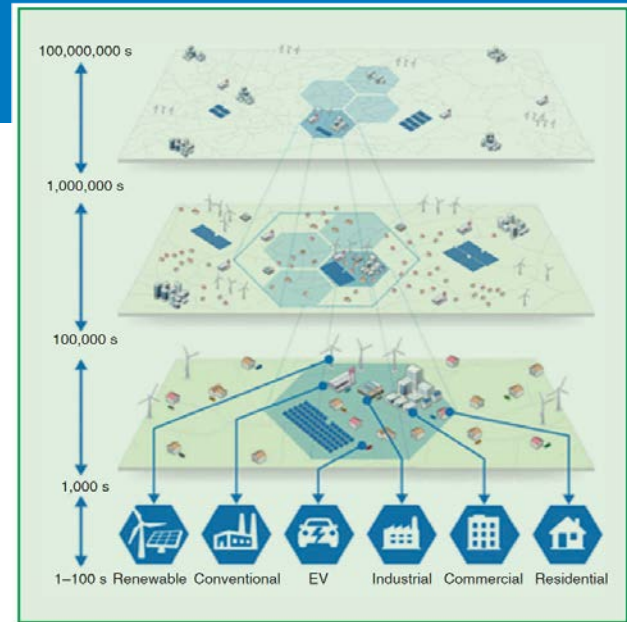 100,000,000 s
1,000,000 s
100,000 s
1,000 s
1–100 s Renewable Conventional EV Industrial Commercial Residential